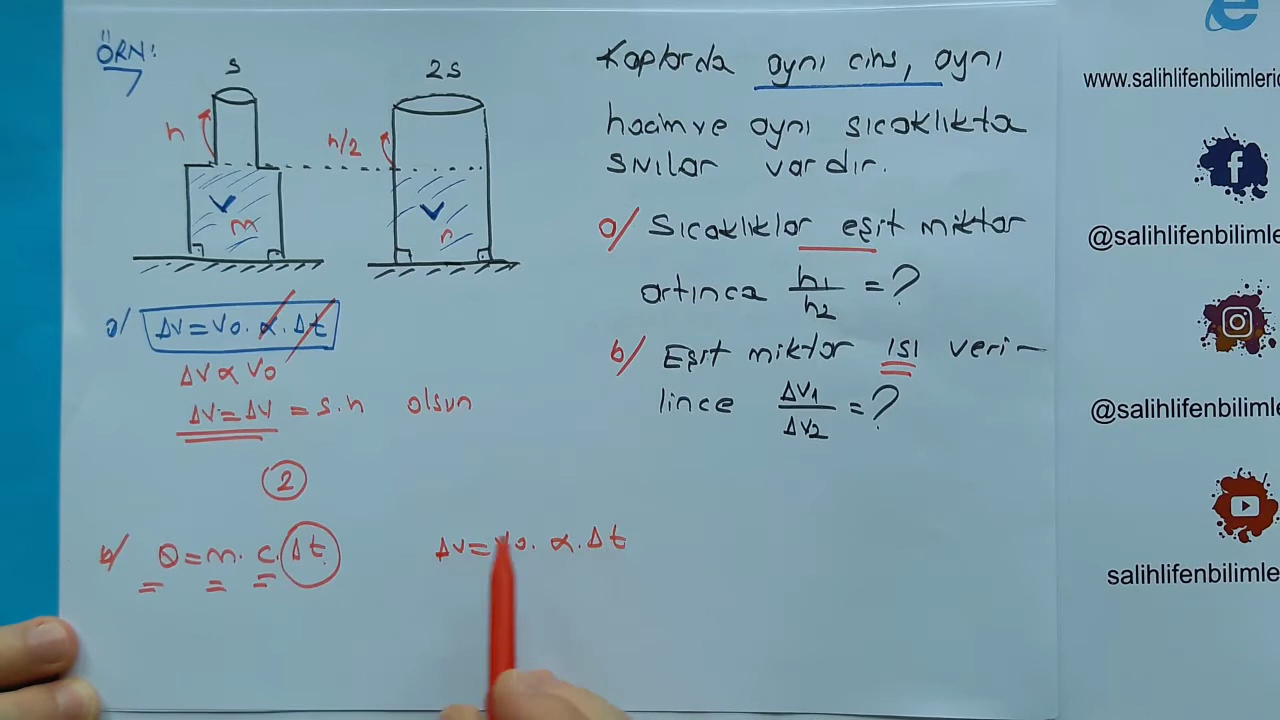 ÖRN:
S
2S
h
h/2
V
m
V
m
Kaplarda aynı cins, aynı
hacim ve aynı sıcaklıkta
sıvılar vardır.
a/ Sıcaklıklar eşit miktar
artınca h1/h2 = ?
b/ Eşit miktar ısı veri-
lince ΔV1/ΔV2 = ?
a/ ΔV = V0 . α . Δt
ΔV α V0
ΔV = ΔV = S.h olsun
2
b/ Q = m. c. Δt
ΔV = V0. α. Δt
www.salihlifenbilimleri
@salihlifenbilimle
@salihlifenbilimle
salihlifenbilimle